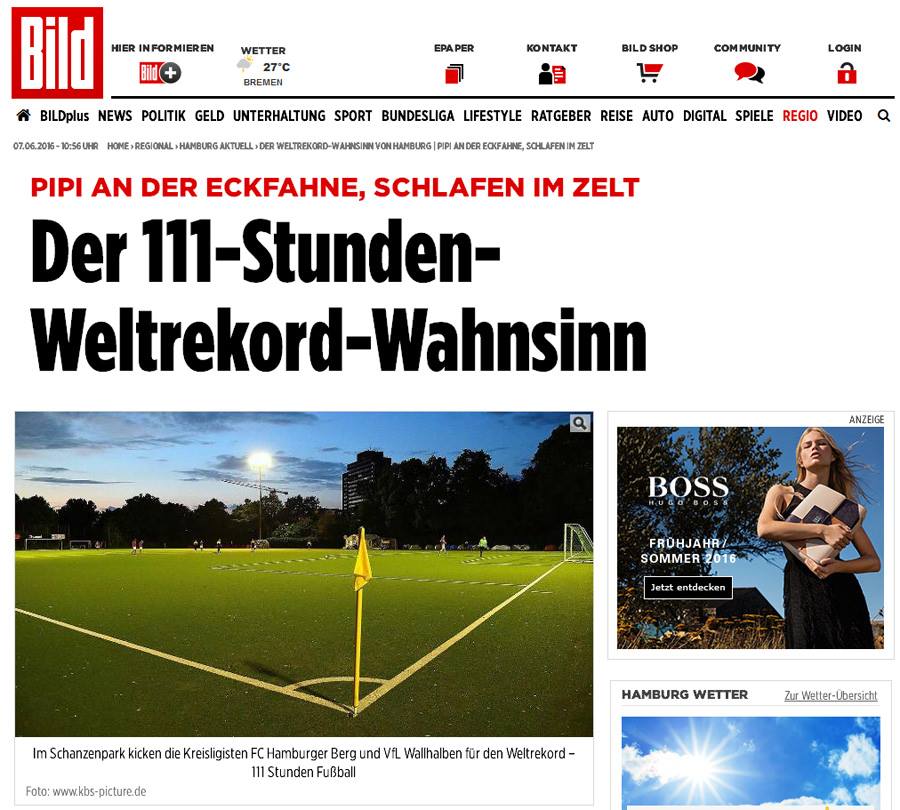 Bild
HIER INFORMIEREN
Bild
WETTER
27°C
BREMEN
EPAPER
KONTAKT
BILD SHOP
COMMUNITY
LOGIN
BILDplus NEWS POLITIK GELD UNTERHALTUNG SPORT BUNDESLIGA LIFESTYLE RATGEBER REISE AUTO DIGITAL SPIELE REGIO VIDEO
07.06.2016 - 10:56 UHR HOME › REGIONAL › HAMBURG AKTUELL › DER WELTREKORD-WAHNSINN VON HAMBURG | PIPI AN DER ECKFAHNE, SCHLAFEN IM ZELT
PIPI AN DER ECKFAHNE, SCHLAFEN IM ZELT
Der 111-Stunden-
Weltrekord-Wahnsinn
Im Schanzenpark kicken die Kreisligisten FC Hamburger Berg und VfL Wallhalben für den Weltrekord –
111 Stunden Fußball
Foto: www.kbs-picture.de
ANZEIGE
BOSS
HUGO BOSS
FRÜHJAHR/
SOMMER 2016
Jetzt entdecken
HAMBURG WETTER
Zur Wetter-Übersicht